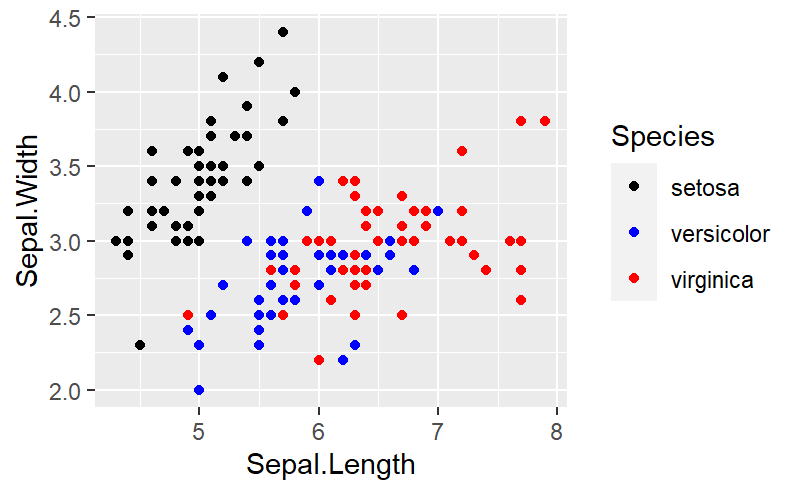 Sepal.Width
4.5
4.0
3.5
3.0
2.5
2.0
5 6 7 8
Sepal.Length
Species
setosa
versicolor
virginica